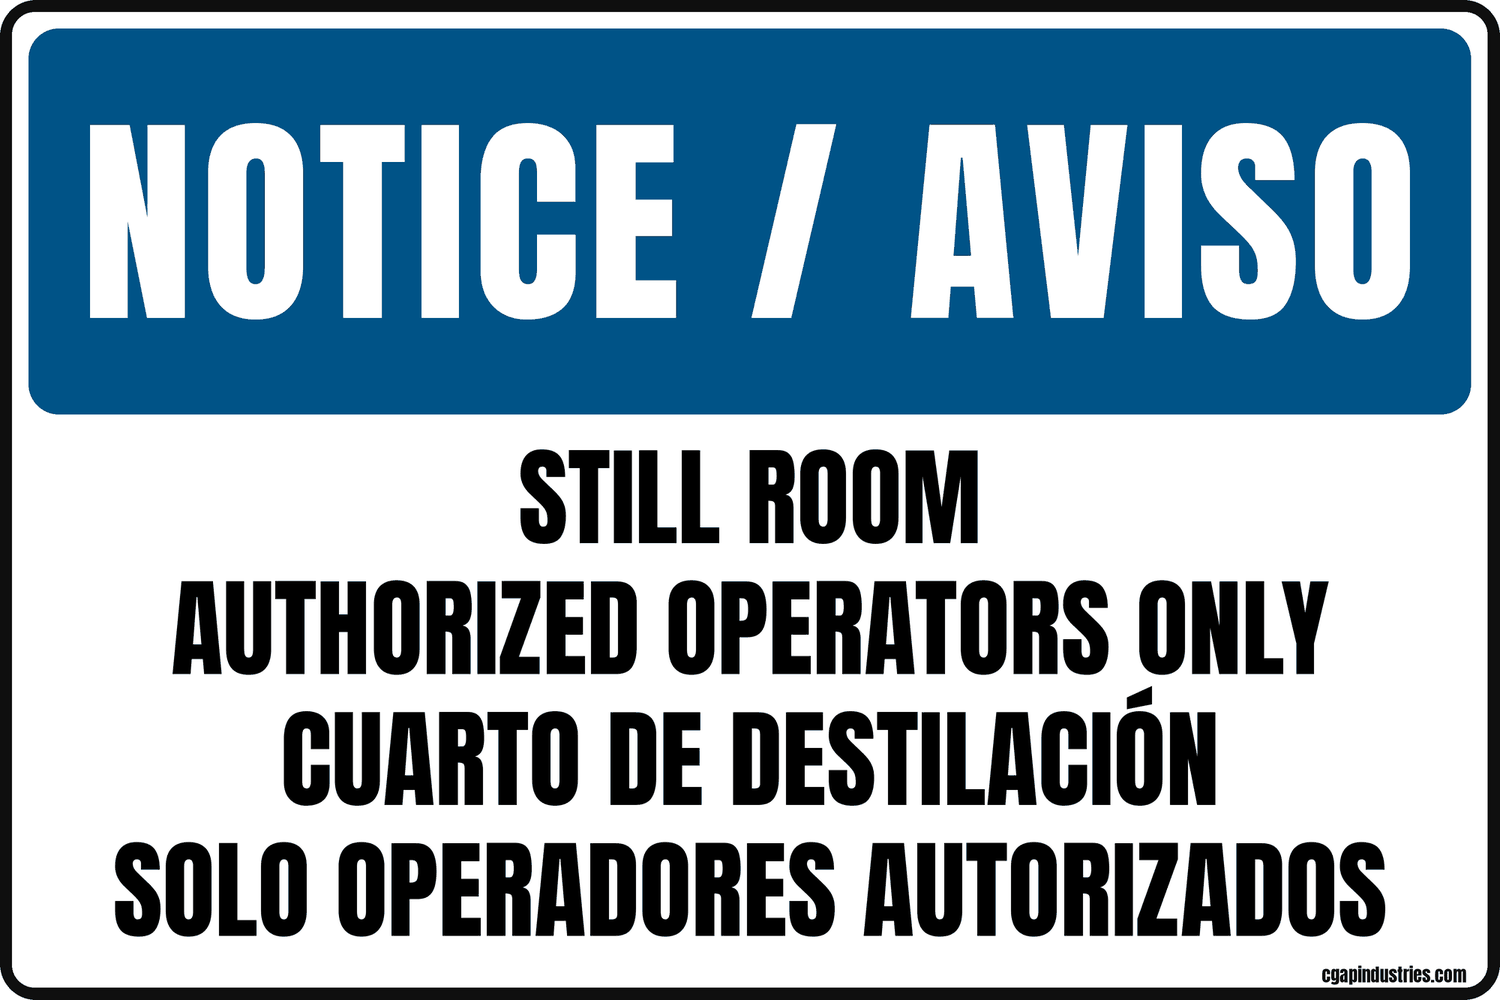 NOTICE / AVISO
STILL ROOM
AUTHORIZED OPERATORS ONLY
CUARTO DE DESTILACIÓN
SOLO OPERADORES AUTORIZADOS
cgapindustries.com